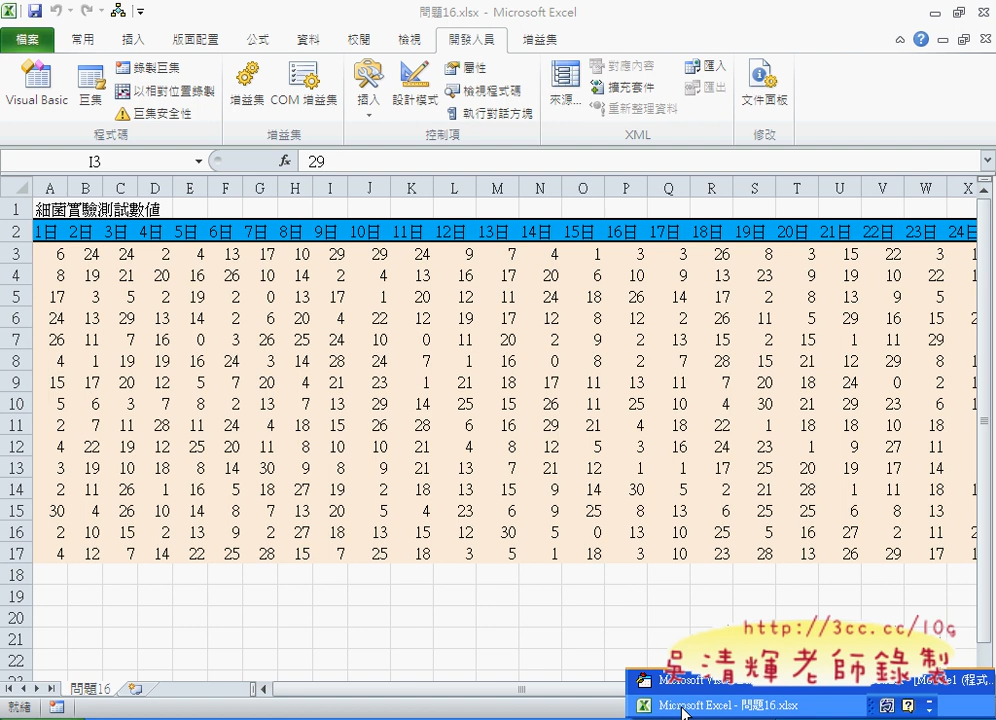 問題16.xlsx - Microsoft Excel
檔案 常用 插入 版面配置 公式 資料 校閱 檢視 開發人員 增益集
Visual Basic 巨集 錄製巨集 以相對位置錄製 巨集安全性 增益集 COM 增益集 插入 設計模式 屬性 檢視程式碼 執行對話方塊 來源... 對應內容 擴充套件 重新整理資料 匯入 匯出 文件面板
程式碼 增益集 控制項 XML 修改
I3 fx 29
A B C D E F G H I J K L M N O P Q R S T U V W X
1 細菌實驗測試數值
2 1日 2日 3日 4日 5日 6日 7日 8日 9日 10日 11日 12日 13日 14日 15日 16日 17日 18日 19日 20日 21日 22日 23日 24日
3 6 24 24 2 4 13 17 10 29 29 24 9 7 4 1 3 3 26 8 3 15 22 3
4 8 19 21 20 16 26 10 14 2 4 13 16 17 20 6 10 9 13 23 9 19 10 22
5 17 3 5 2 19 2 0 13 17 1 20 12 11 24 18 26 14 17 2 8 13 9 5
6 24 13 29 13 14 2 6 20 4 22 12 19 17 12 8 12 2 26 11 5 29 16 15
7 26 11 7 16 0 3 26 25 24 10 0 11 20 2 9 2 13 15 2 15 1 11 29
8 4 1 19 19 16 24 3 14 28 24 7 1 16 0 8 2 7 28 15 21 12 29 8
9 15 17 20 12 5 7 20 4 21 23 1 21 18 17 11 13 11 7 20 18 24 0 2
10 5 6 3 7 8 2 13 7 13 29 14 25 15 26 11 25 10 4 30 21 29 23 6
11 2 7 11 28 11 24 4 18 15 26 28 6 16 29 21 4 18 22 1 18 18 10 18
12 4 22 19 12 25 20 11 8 10 10 21 4 8 12 5 3 16 24 23 1 9 27 11
13 3 19 10 18 8 14 30 9 8 9 21 13 7 21 12 1 1 17 25 20 19 17 14
14 2 11 26 1 16 5 18 27 19 2 18 13 15 9 14 30 5 2 21 28 1 11 18
15 30 4 26 10 14 8 7 13 20 5 4 23 6 9 25 8 13 6 25 25 6 8 13
16 2 10 15 2 13 9 2 27 18 13 15 12 30 5 0 13 10 25 5 16 27 2 11
17 4 12 7 14 22 25 28 15 7 25 18 3 5 1 18 3 10 23 28 13 26 29 17
18
19
20
21
22
http://3cc.cc/10g
吳清輝老師錄製
問題16
就緒
Microsoft Excel - 問題16.xlsx